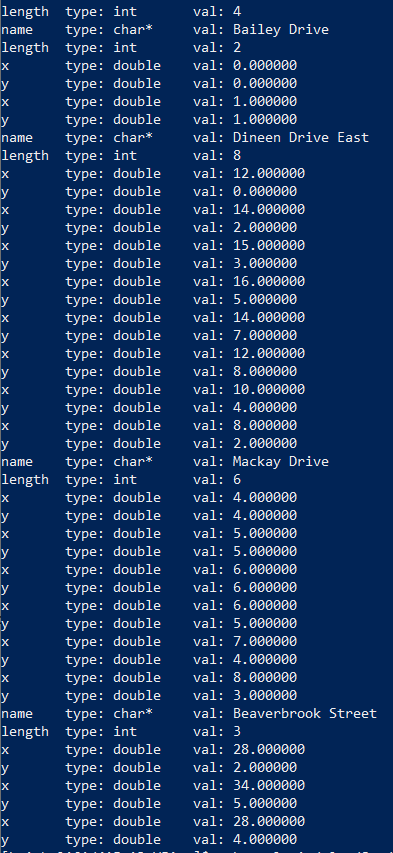 length type: int val: 4
name type: char* val: Bailey Drive
length type: int val: 2
x type: double val: 0.000000
y type: double val: 0.000000
x type: double val: 1.000000
y type: double val: 1.000000
name type: char* val: Dineen Drive East
length type: int val: 8
x type: double val: 12.000000
y type: double val: 0.000000
x type: double val: 14.000000
y type: double val: 2.000000
x type: double val: 15.000000
y type: double val: 3.000000
x type: double val: 16.000000
y type: double val: 5.000000
x type: double val: 14.000000
y type: double val: 7.000000
x type: double val: 12.000000
y type: double val: 8.000000
x type: double val: 10.000000
y type: double val: 4.000000
x type: double val: 8.000000
y type: double val: 2.000000
name type: char* val: Mackay Drive
length type: int val: 6
x type: double val: 4.000000
y type: double val: 4.000000
x type: double val: 5.000000
y type: double val: 5.000000
x type: double val: 6.000000
y type: double val: 6.000000
x type: double val: 6.000000
y type: double val: 5.000000
x type: double val: 7.000000
y type: double val: 4.000000
x type: double val: 8.000000
y type: double val: 3.000000
name type: char* val: Beaverbrook Street
length type: int val: 3
x type: double val: 28.000000
y type: double val: 2.000000
x type: double val: 34.000000
y type: double val: 5.000000
x type: double val: 28.000000
y type: double val: 4.000000